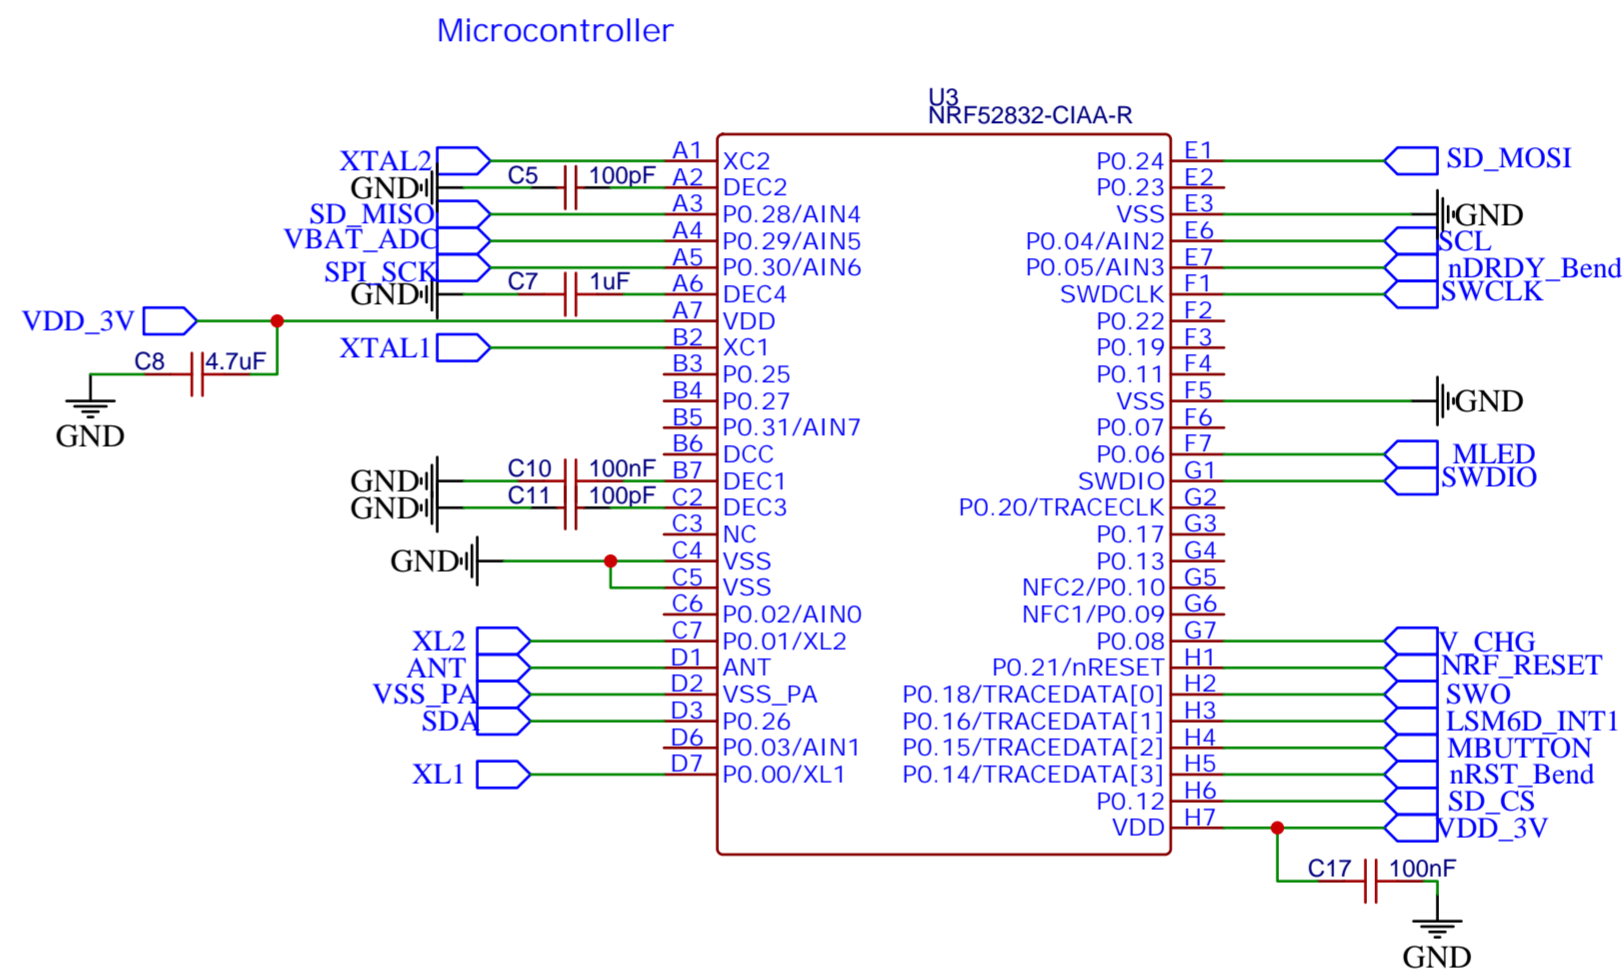 Microcontroller
U3
NRF52832-CIAA-R
XTAL2 A1 XC2 P0.24 E1 SD_MOSI
GND C5 100pF A2 DEC2 P0.23 E2
SD_MISO A3 P0.28/AIN4 VSS E3 GND
VBAT_ADC A4 P0.29/AIN5 P0.04/AIN2 E6 SCL
SPI_SCK A5 P0.30/AIN6 P0.05/AIN3 E7 nDRDY_Bend
GND C7 1uF A6 DEC4 SWDCLK F1 SWCLK
VDD_3V A7 VDD P0.22 F2
XTAL1 B2 XC1 P0.19 F3
C8 4.7uF B3 P0.25 P0.11 F4
GND B4 P0.27 VSS F5 GND
B5 P0.31/AIN7 P0.07 F6
B6 DCC P0.06 F7 MLED
GND C10 100nF B7 DEC1 SWDIO G1 SWDIO
GND C11 100pF C2 DEC3 P0.20/TRACECLK G2
C3 NC P0.17 G3
GND C4 VSS P0.13 G4
C5 VSS NFC2/P0.10 G5
C6 P0.02/AIN0 NFC1/P0.09 G6
XL2 C7 P0.01/XL2 P0.08 G7 V_CHG
ANT D1 ANT P0.21/nRESET H1 NRF_RESET
VSS_PA D2 VSS_PA P0.18/TRACEDATA[0] H2 SWO
SDA D3 P0.26 P0.16/TRACEDATA[1] H3 LSM6D_INT1
D6 P0.03/AIN1 P0.15/TRACEDATA[2] H4 MBUTTON
XL1 D7 P0.00/XL1 P0.14/TRACEDATA[3] H5 nRST_Bend
P0.12 H6 SD_CS
VDD H7 VDD_3V
C17 100nF
GND